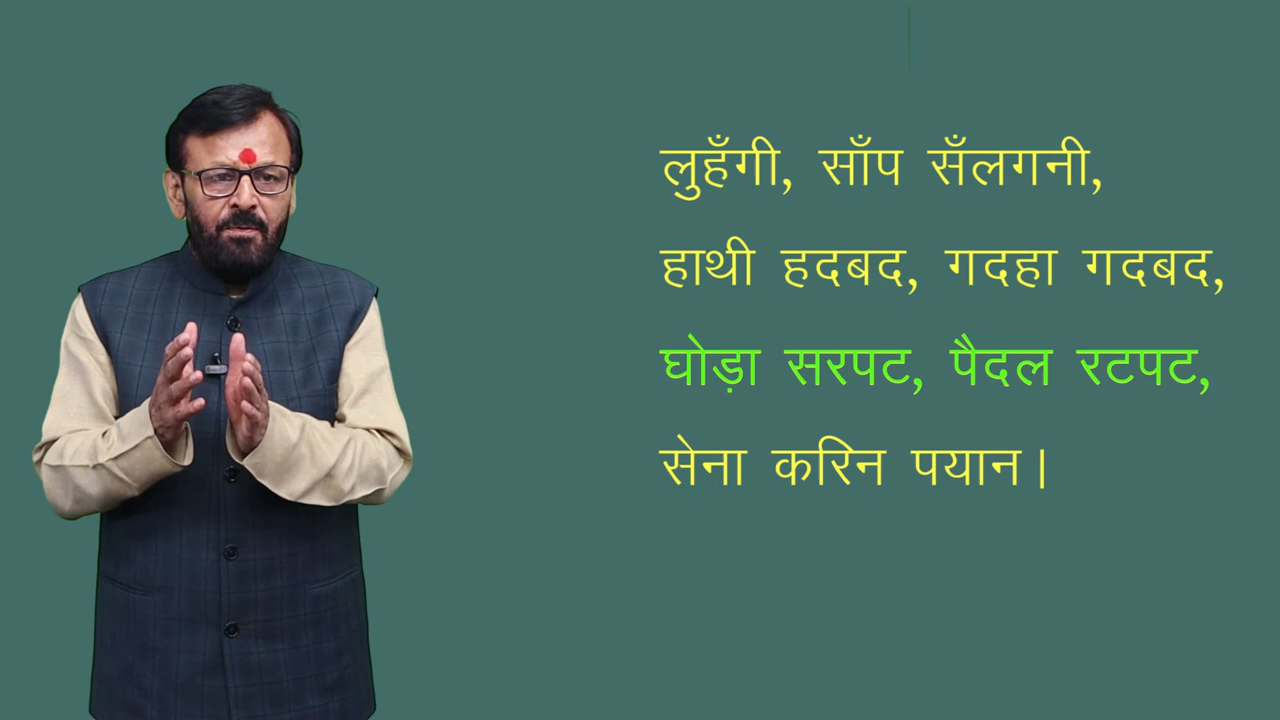 लुहँगी, साँप सँलगनी,
हाथी हदबद, गदहा गदबद,
घोड़ा सरपट, पैदल रटपट,
सेना करिन पयान।